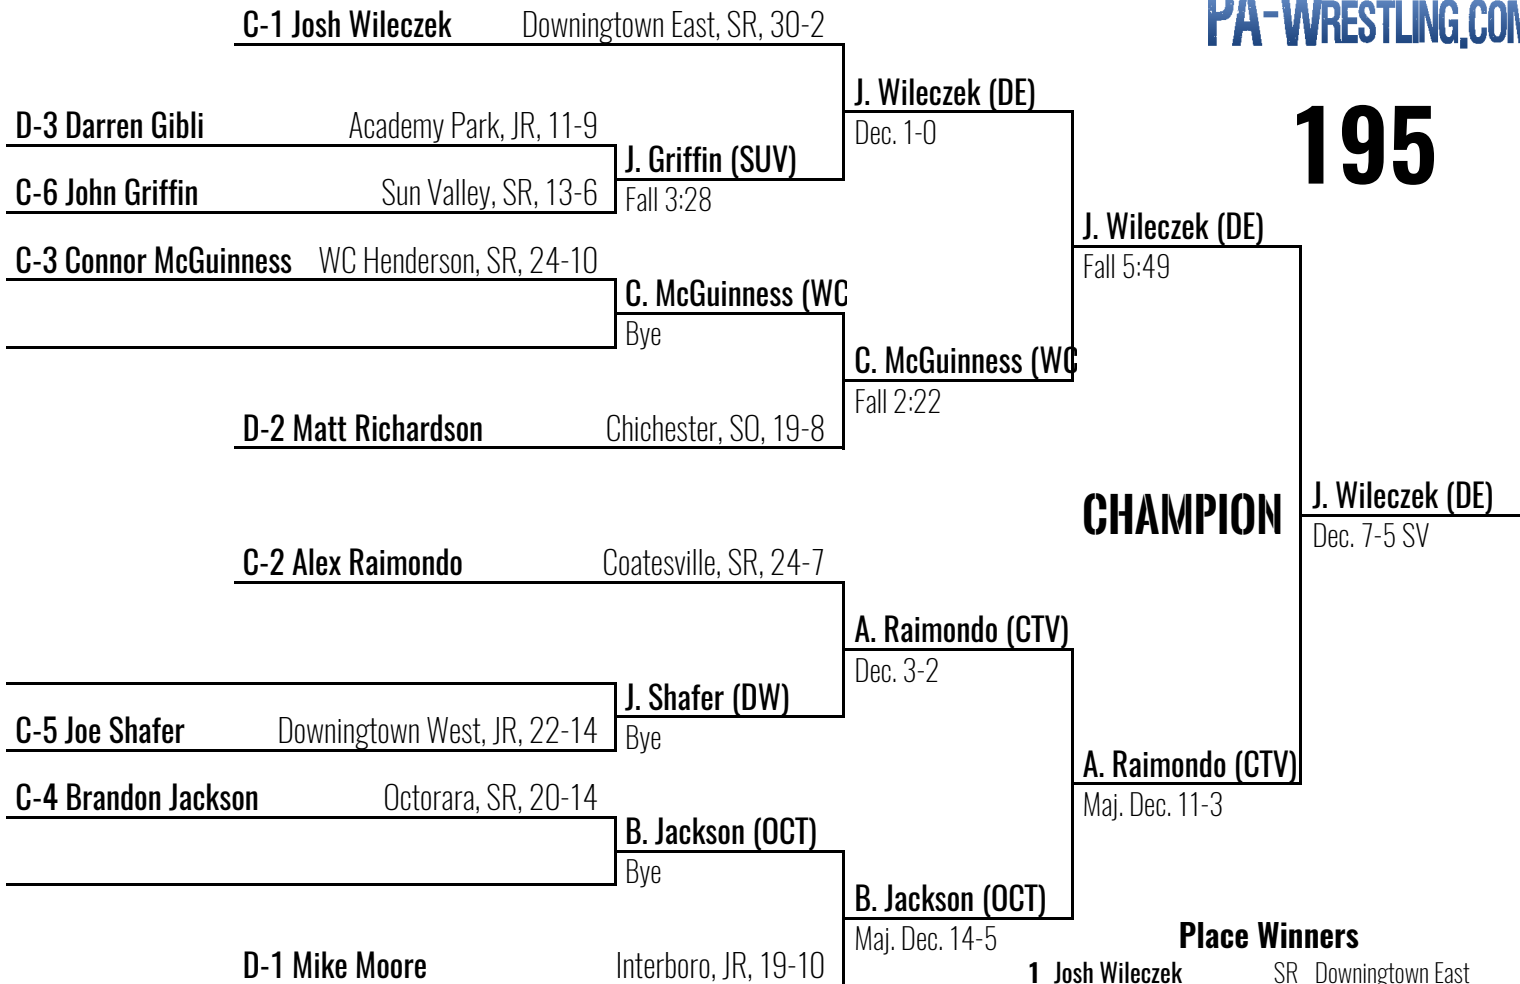 C-1 Josh Wileczek Downingtown East, SR, 30-2
PA-WRESTLING.COM
J. Wileczek (DE)
Dec. 1-0
195
D-3 Darren Gibli Academy Park, JR, 11-9
J. Griffin (SUV)
Fall 3:28
C-6 John Griffin Sun Valley, SR, 13-6
J. Wileczek (DE)
Fall 5:49
C-3 Connor McGuinness WC Henderson, SR, 24-10
C. McGuinness (WC
Bye
C. McGuinness (WC
Fall 2:22
D-2 Matt Richardson Chichester, SO, 19-8
CHAMPION
J. Wileczek (DE)
Dec. 7-5 SV
C-2 Alex Raimondo Coatesville, SR, 24-7
A. Raimondo (CTV)
Dec. 3-2
J. Shafer (DW)
Bye
C-5 Joe Shafer Downingtown West, JR, 22-14
A. Raimondo (CTV)
Maj. Dec. 11-3
C-4 Brandon Jackson Octorara, SR, 20-14
B. Jackson (OCT)
Bye
B. Jackson (OCT)
Maj. Dec. 14-5
D-1 Mike Moore Interboro, JR, 19-10
Place Winners
1 Josh Wileczek SR Downingtown East